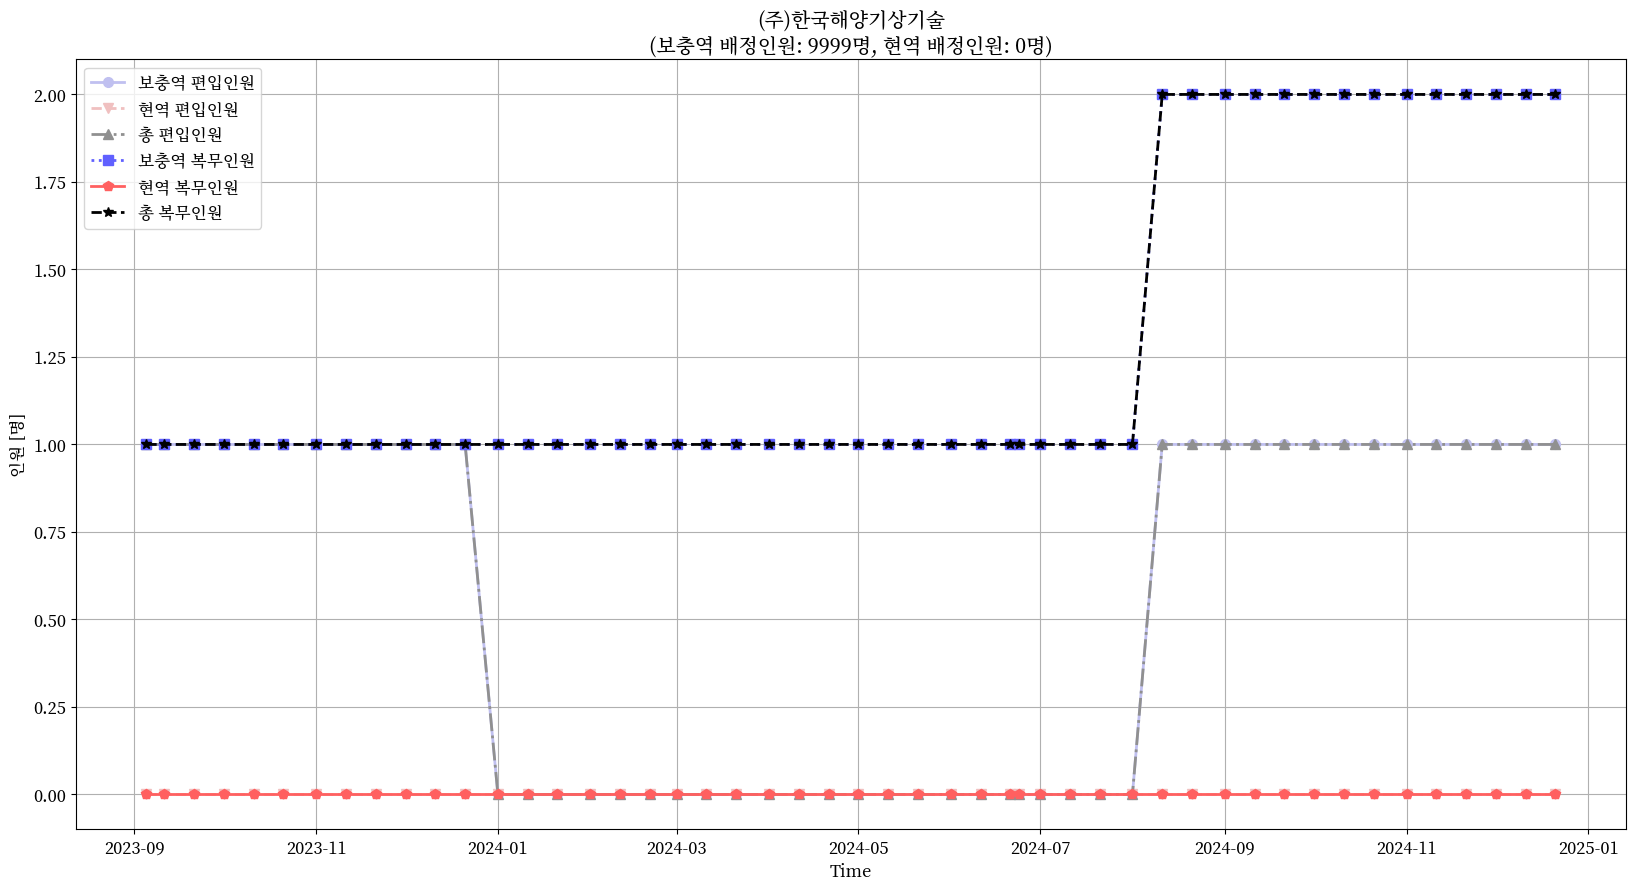 (주)한국해양기상기술
(보충역 배정인원: 9999명, 현역 배정인원: 0명)
보충역 편입인원
현역 편입인원
총 편입인원
보충역 복무인원
현역 복무인원
총 복무인원
2.00
1.75
1.50
1.25
1.00
0.75
0.50
0.25
0.00
인원 [명]
2023-09
2023-11
2024-01
2024-03
2024-05
2024-07
2024-09
2024-11
2025-01
Time